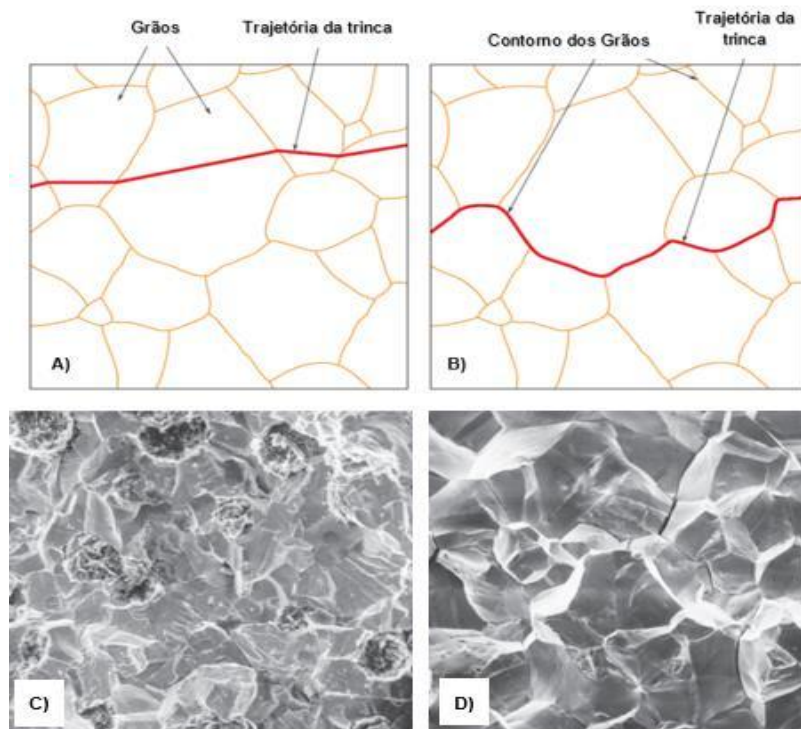 Grãos
Trajetória da trinca
Contorno dos Grãos
Trajetória da
trinca
A)
B)
C)
D)